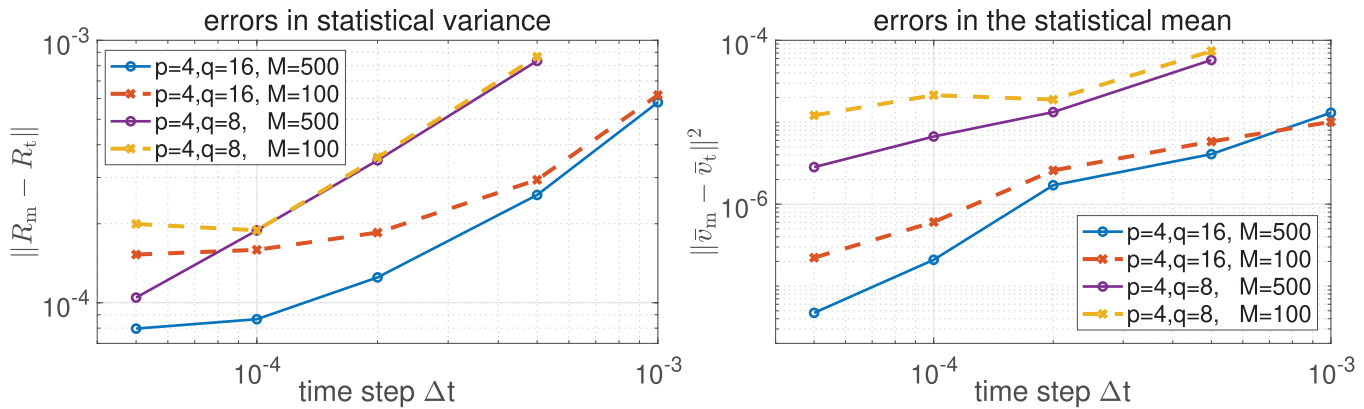 errors in statistical variance
10^{-3}
10^{-4}
‖R_m − R_t‖
p=4,q=16, M=500
p=4,q=16, M=100
p=4,q=8, M=500
p=4,q=8, M=100
10^{-4}
10^{-3}
time step Δt
errors in the statistical mean
10^{-4}
10^{-6}
‖v̄_m − v̄_t‖^2
p=4,q=16, M=500
p=4,q=16, M=100
p=4,q=8, M=500
p=4,q=8, M=100
10^{-4}
10^{-3}
time step Δt